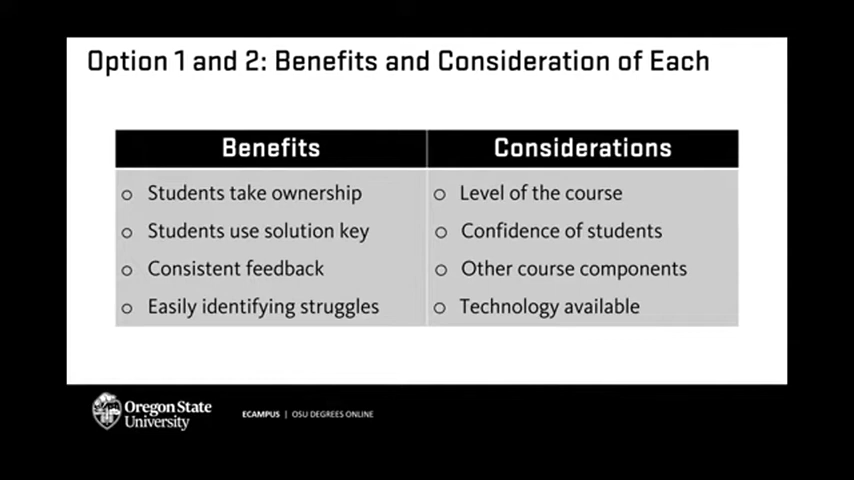 Option 1 and 2: Benefits and Consideration of Each
Benefits
Considerations
Students take ownership
Level of the course
Students use solution key
Confidence of students
Consistent feedback
Other course components
Easily identifying struggles
Technology available
Oregon State
University
ECAMPUS | OSU DEGREES ONLINE